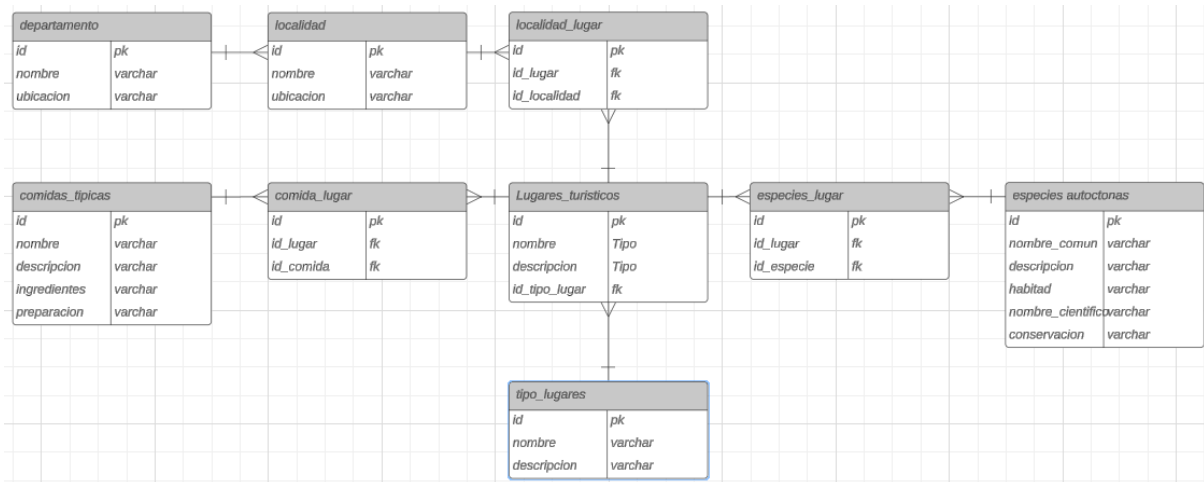 departamento
id pk
nombre varchar
ubicacion varchar
localidad
id pk
nombre varchar
ubicacion varchar
localidad_lugar
id pk
id_lugar fk
id_localidad fk
comidas_tipicas
id pk
nombre varchar
descripcion varchar
ingredientes varchar
preparacion varchar
comida_lugar
id pk
id_lugar fk
id_comida fk
Lugares_turisticos
id pk
nombre Tipo
descripcion Tipo
id_tipo_lugar fk
especies_lugar
id pk
id_lugar fk
id_especie fk
especies autoctonas
id pk
nombre_comun varchar
descripcion varchar
habitad varchar
nombre_cientifico varchar
conservacion varchar
tipo_lugares
id pk
nombre varchar
descripcion varchar